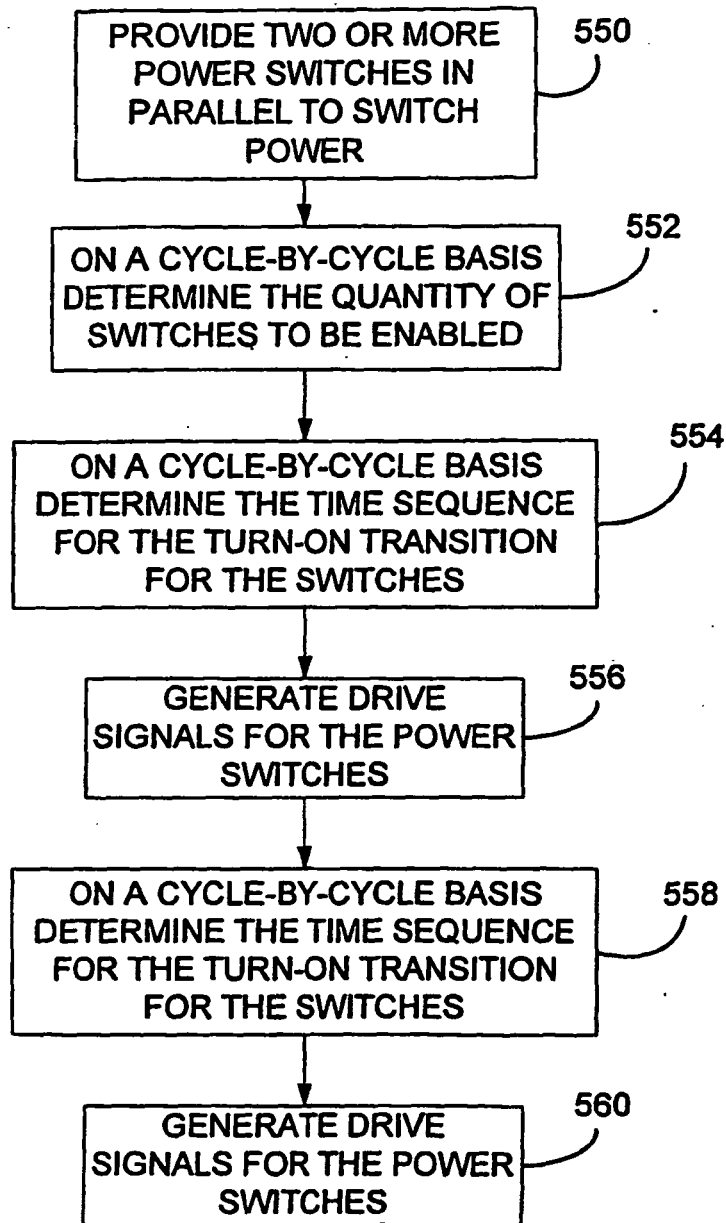 PROVIDE TWO OR MORE
POWER SWITCHES IN
PARALLEL TO SWITCH
POWER
550
ON A CYCLE-BY-CYCLE BASIS
DETERMINE THE QUANTITY OF
SWITCHES TO BE ENABLED
552
ON A CYCLE-BY-CYCLE BASIS
DETERMINE THE TIME SEQUENCE
FOR THE TURN-ON TRANSITION
FOR THE SWITCHES
554
GENERATE DRIVE
SIGNALS FOR THE POWER
SWITCHES
556
ON A CYCLE-BY-CYCLE BASIS
DETERMINE THE TIME SEQUENCE
FOR THE TURN-ON TRANSITION
FOR THE SWITCHES
558
GENERATE DRIVE
SIGNALS FOR THE POWER
SWITCHES
560